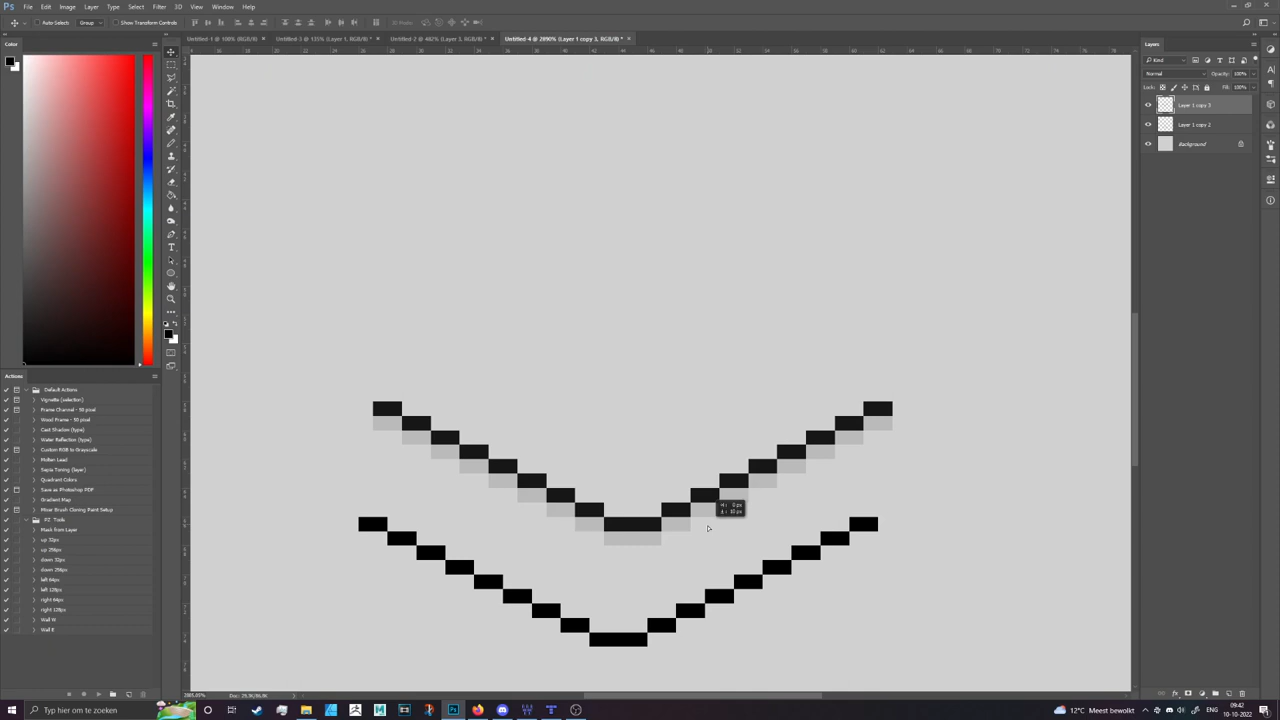 Ps File Edit Image Layer Type Select Filter 3D View Window Help
Auto Select: Group Show Transform Controls 3D Mode:
Untitled-1 @ 100% (RGB/8) × Untitled-3 @ 135% (Layer 1, RGB/8) * × Untitled-2 @ 482% (Layer 3, RGB/8) * × Untitled-4 @ 2890% (Layer 1 copy 3, RGB/8) * ×
Color
Layers
Kind
Normal Opacity: 100%
Lock: Fill: 100%
Layer 1 copy 3
Layer 1 copy 2
Background
Actions
Default Actions
Vignette (selection)
Frame Channel - 50 pixel
Wood Frame - 50 pixel
Cast Shadow (type)
Water Reflection (type)
Custom RGB to Grayscale
Molten Lead
Sepia Toning (layer)
Quadrant Colors
Save as Photoshop PDF
Gradient Map
Mixer Brush Cloning Paint Setup
PZ Tools
Mask from Layer
up 32px
up 256px
down 32px
down 256px
left 64px
left 128px
right 64px
right 128px
Wall W
Wall E
Typ hier om te zoeken
12°C Meest bewolkt
ENG
09:42
10-10-2022